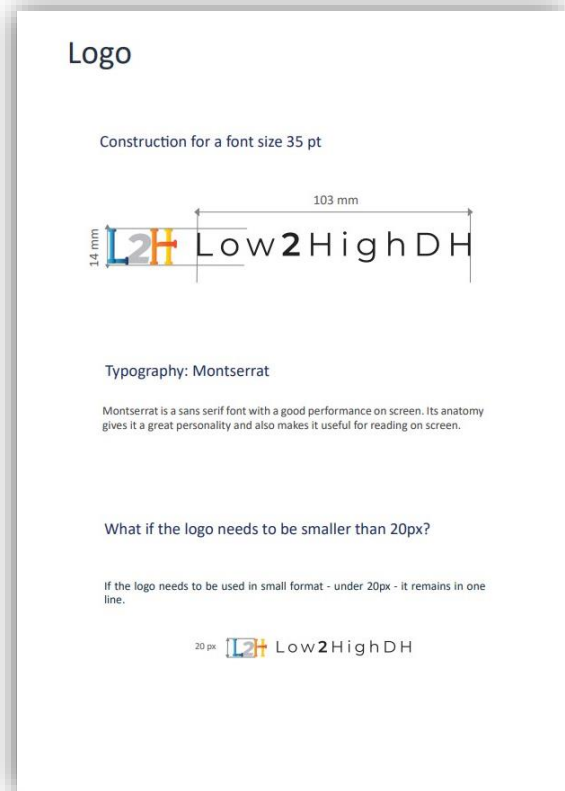 Logo
Construction for a font size 35 pt
103 mm
14 mm
L2H Low2HighDH
Typography: Montserrat
Montserrat is a sans serif font with a good performance on screen. Its anatomy
gives it a great personality and also makes it useful for reading on screen.
What if the logo needs to be smaller than 20px?
If the logo needs to be used in small format - under 20px - it remains in one
line.
20 px L2H Low2HighDH